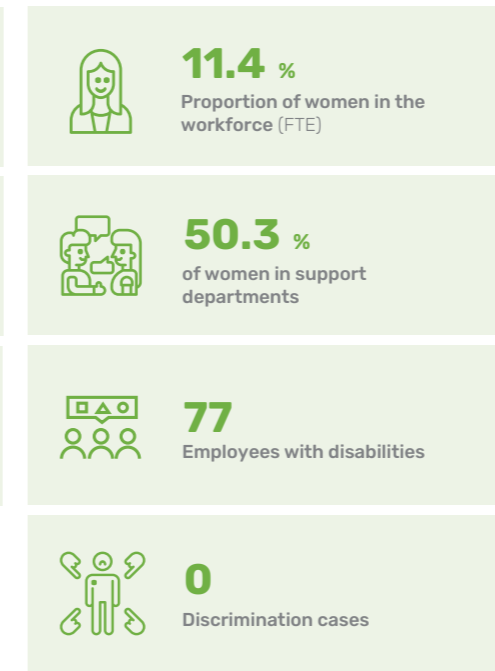 11.4 %
Proportion of women in the
workforce (FTE)
50.3 %
of women in support
departments
77
Employees with disabilities
0
Discrimination cases